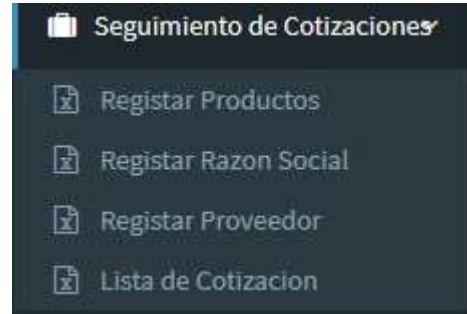 Seguimiento de Cotizaciones
Registar Productos
Registar Razon Social
Registar Proveedor
Lista de Cotizacion